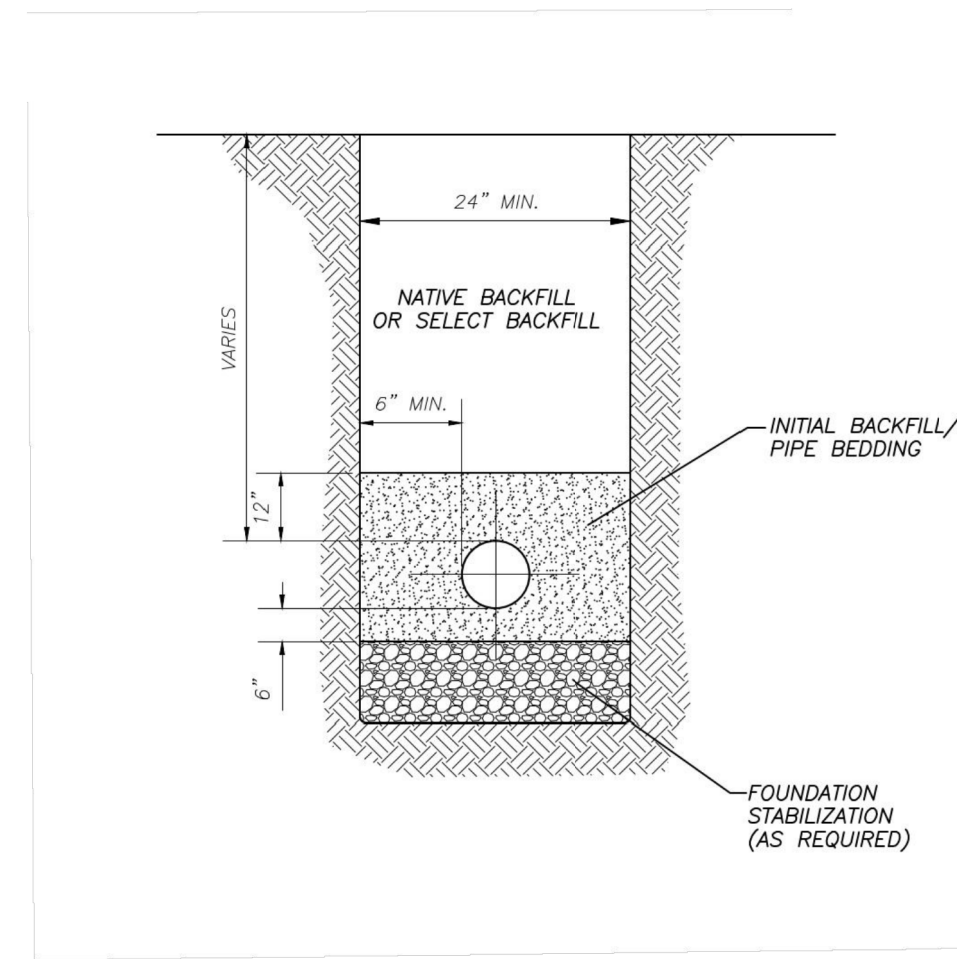 24” MIN.
NATIVE BACKFILL
OR SELECT BACKFILL
VARIES
6” MIN.
INITIAL BACKFILL/
PIPE BEDDING
12”
6”
FOUNDATION
STABILIZATION
(AS REQUIRED)